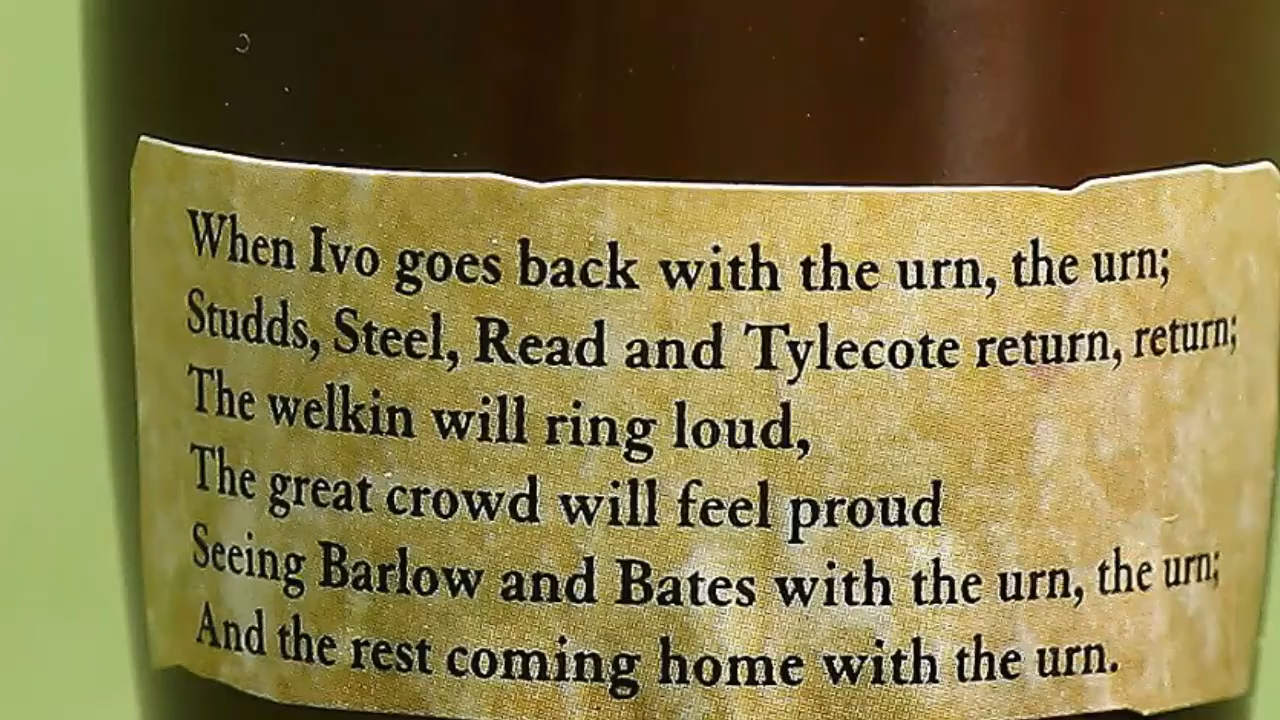 When Ivo goes back with the urn, the urn;
Studds, Steel, Read and Tylecote return, return;
The welkin will ring loud,
The great crowd will feel proud
Seeing Barlow and Bates with the urn, the urn;
And the rest coming home with the urn.